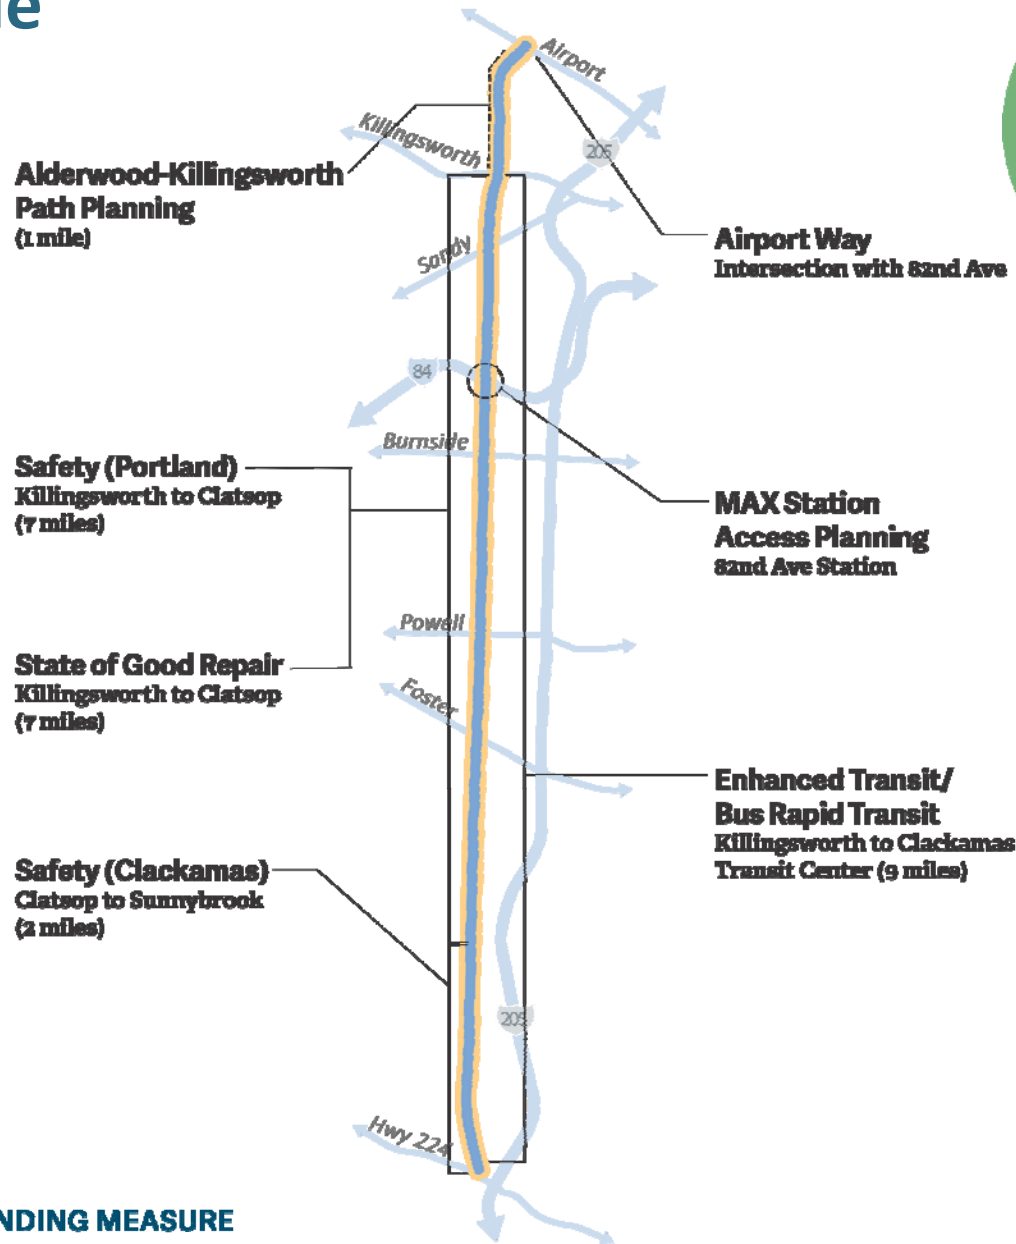 Airport
Killingsworth
205
Alderwood-Killingsworth
Path Planning
(1 mile)
Airport Way
Intersection with 82nd Ave
Sandy
84
Burnside
Safety (Portland)
Killingsworth to Clatsop
(7 miles)
MAX Station
Access Planning
82nd Ave Station
Powell
State of Good Repair
Killingsworth to Clatsop
(7 miles)
Foster
Enhanced Transit/
Bus Rapid Transit
Killingsworth to Clackamas
Transit Center (9 miles)
Safety (Clackamas)
Clatsop to Sunnybrook
(2 miles)
205
Hwy 224
NDING MEASURE